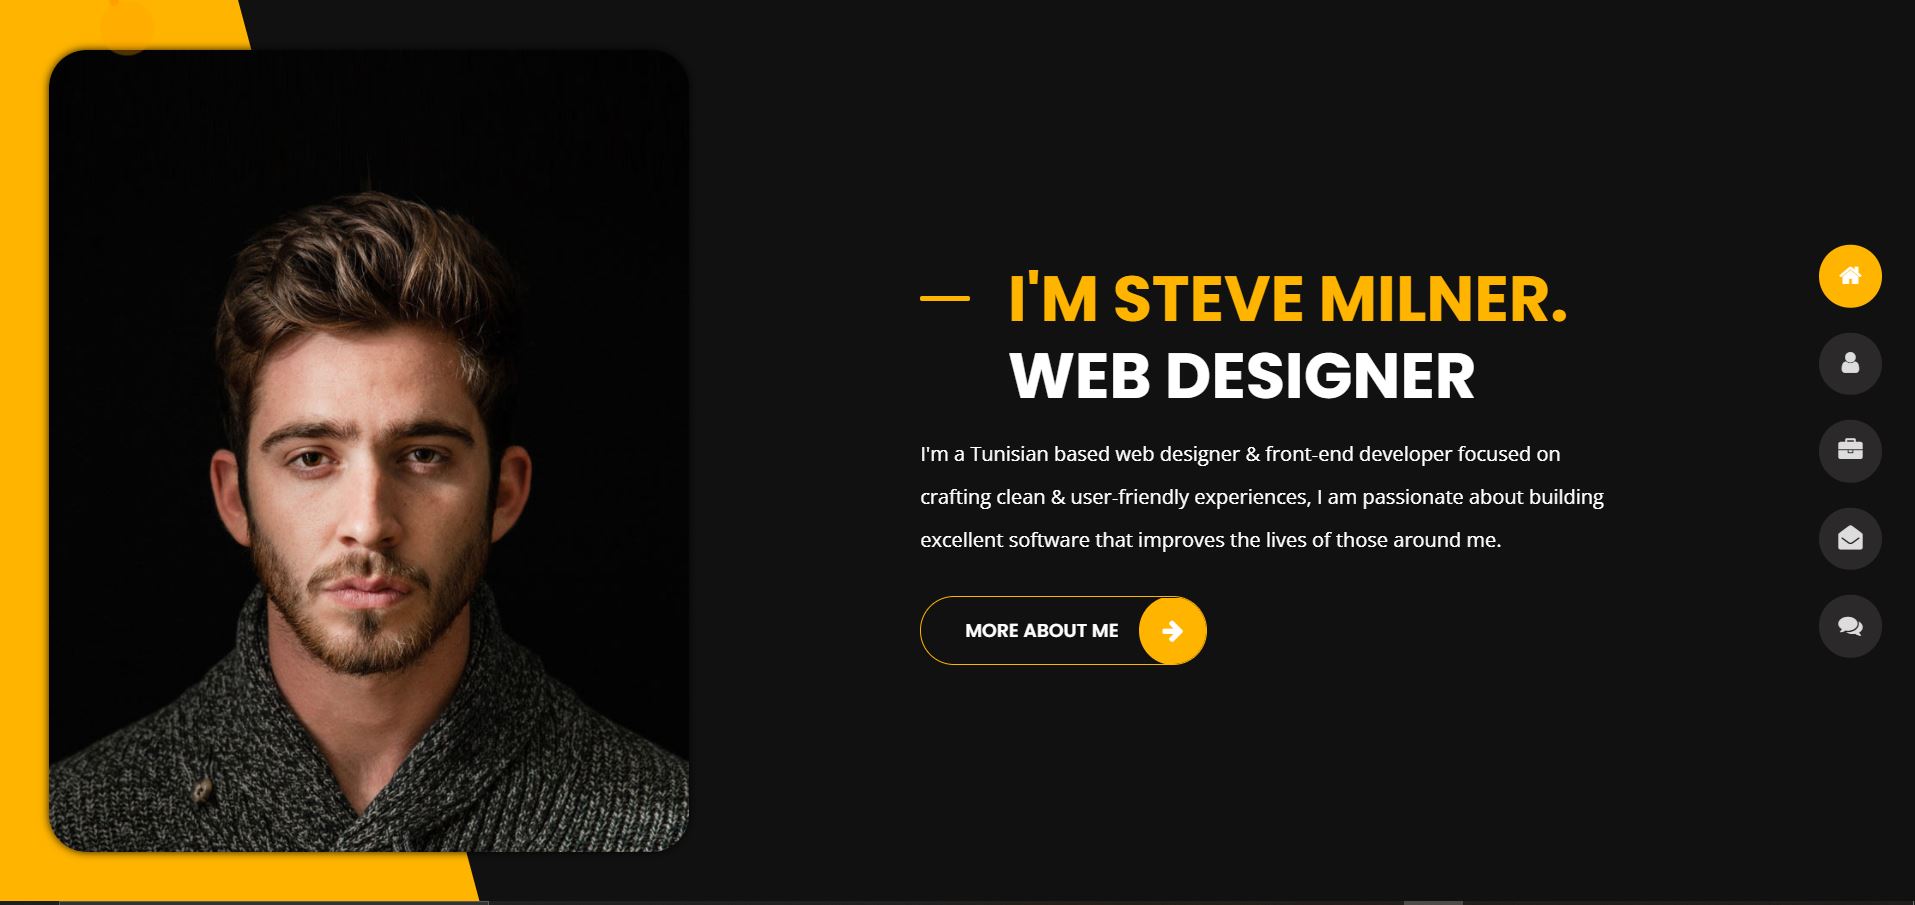 I'M STEVE MILNER.
WEB DESIGNER
I'm a Tunisian based web designer & front-end developer focused on
crafting clean & user-friendly experiences, I am passionate about building
excellent software that improves the lives of those around me.
MORE ABOUT ME